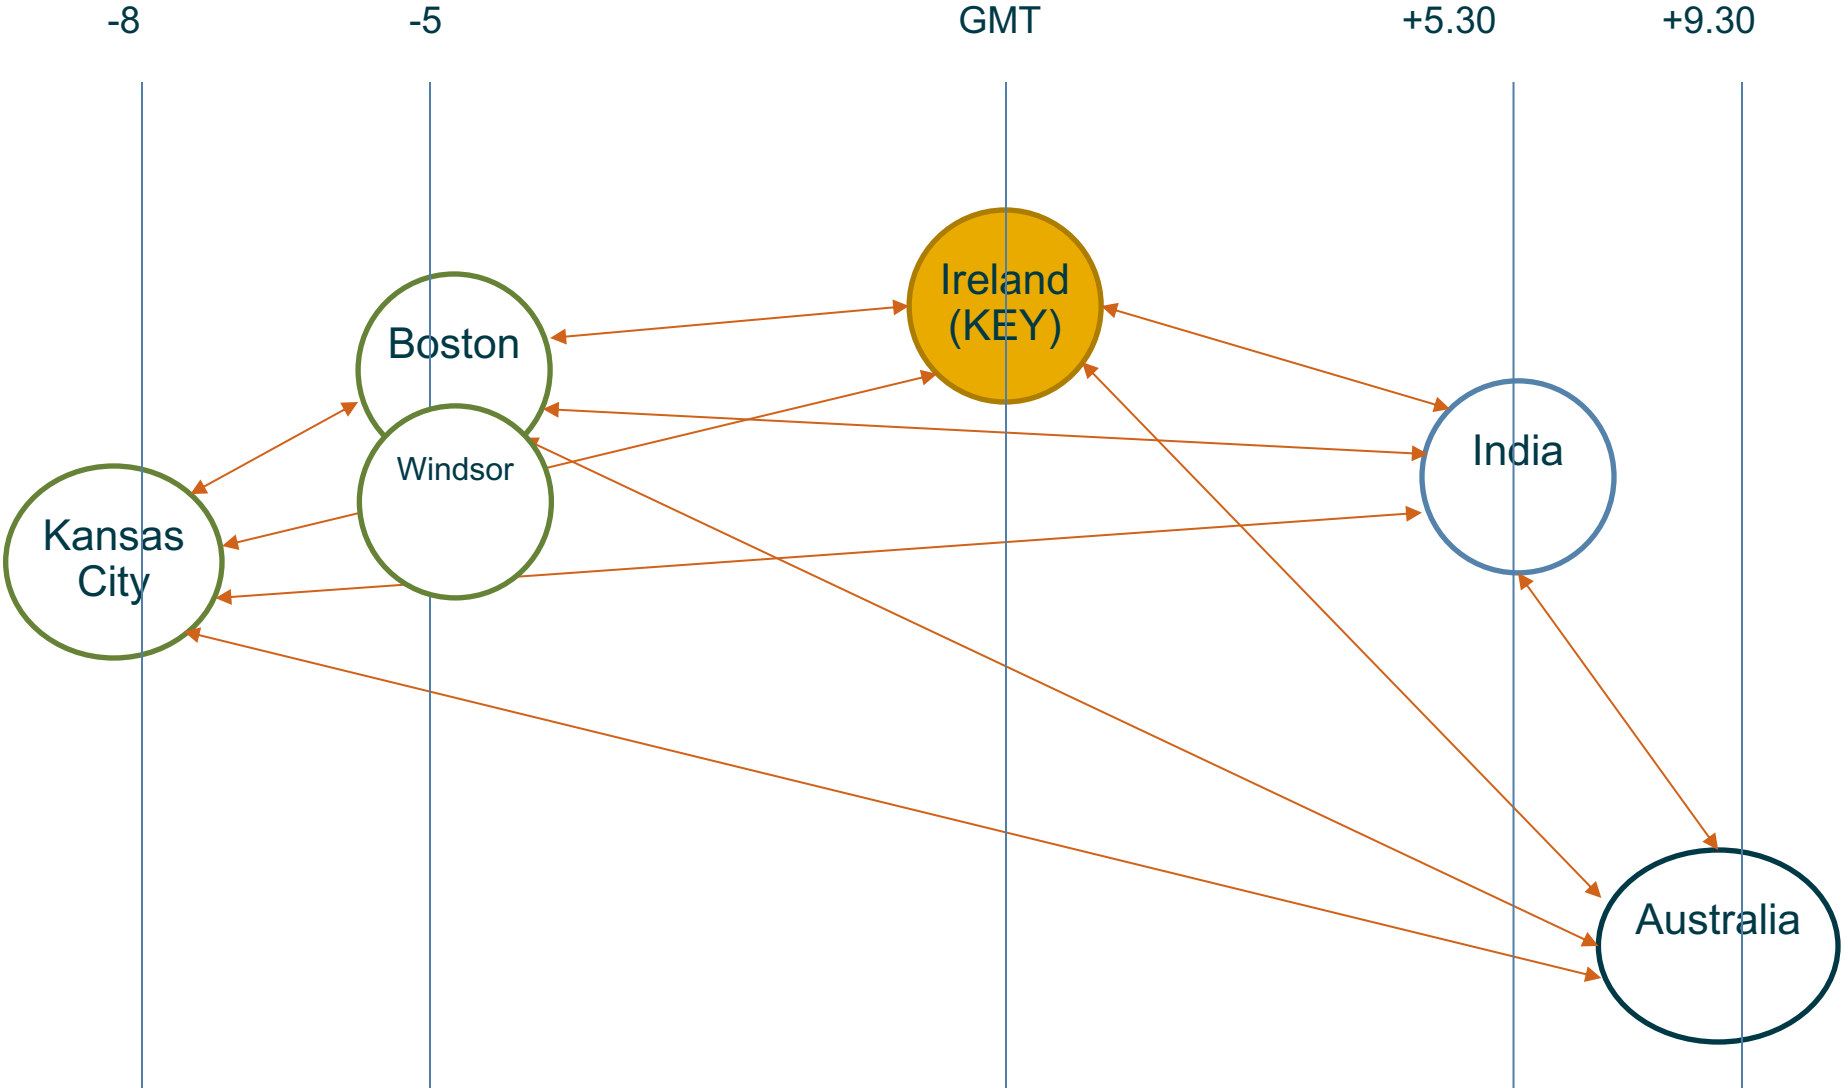 -8
-5
GMT
+5.30
+9.30
Ireland
(KEY)
Boston
Windsor
India
Kansas
City
Australia